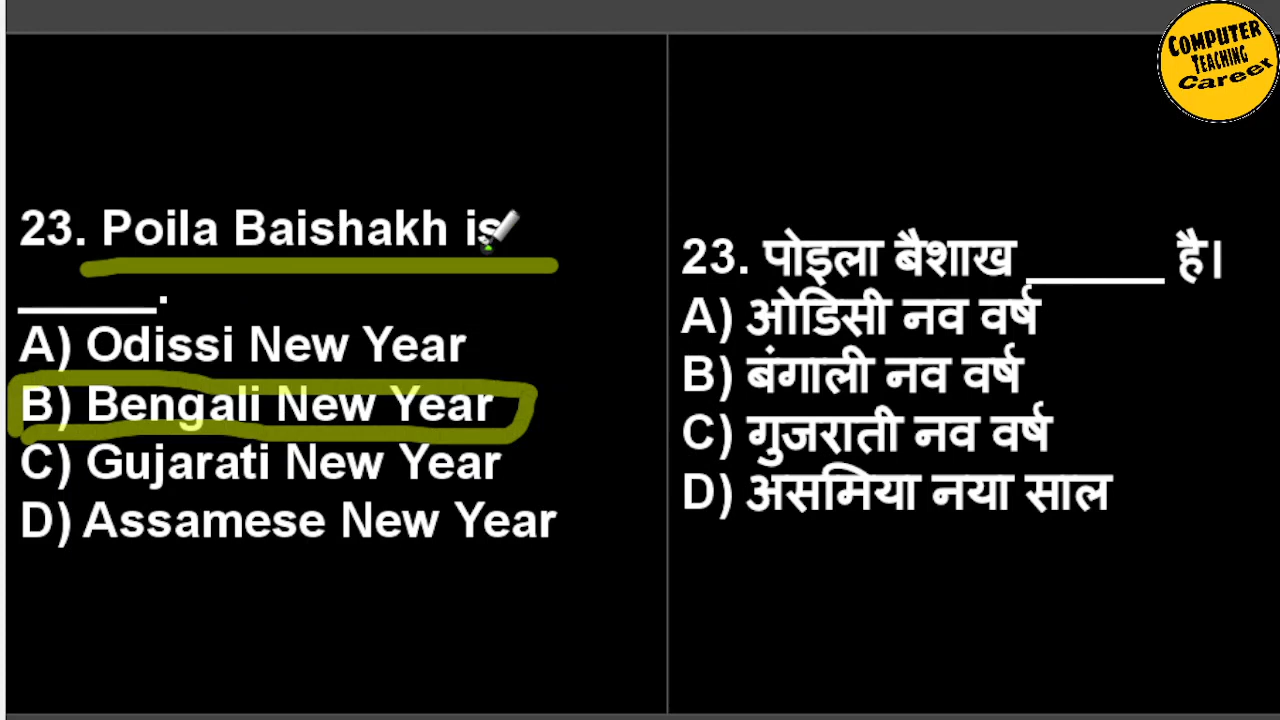 COMPUTER
TEACHING
Career
23. Poila Baishakh is
______.
A) Odissi New Year
B) Bengali New Year
C) Gujarati New Year
D) Assamese New Year
23. पोइला बैशाख ______ है।
A) ओडिसी नव वर्ष
B) बंगाली नव वर्ष
C) गुजराती नव वर्ष
D) असमिया नया साल